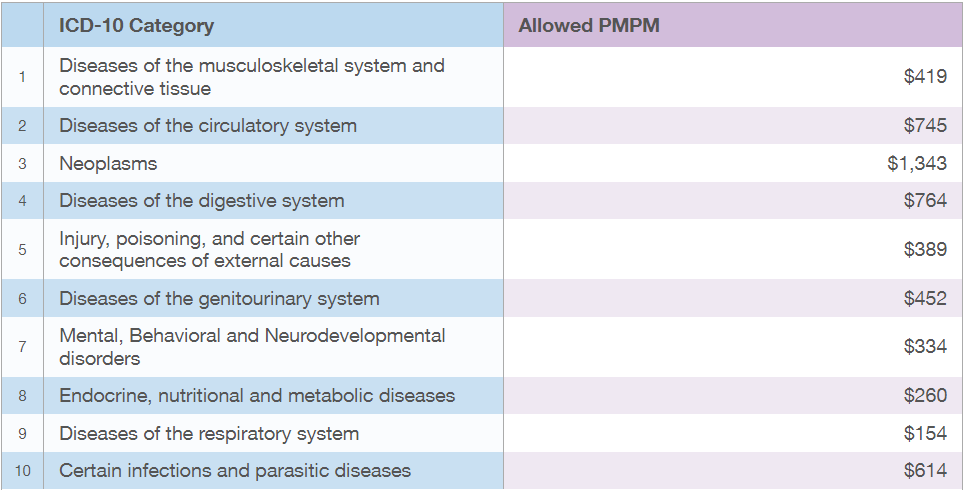 ICD-10 Category Allowed PMPM
1 Diseases of the musculoskeletal system and
connective tissue $419
2 Diseases of the circulatory system $745
3 Neoplasms $1,343
4 Diseases of the digestive system $764
5 Injury, poisoning, and certain other
consequences of external causes $389
6 Diseases of the genitourinary system $452
7 Mental, Behavioral and Neurodevelopmental
disorders $334
8 Endocrine, nutritional and metabolic diseases $260
9 Diseases of the respiratory system $154
10 Certain infections and parasitic diseases $614